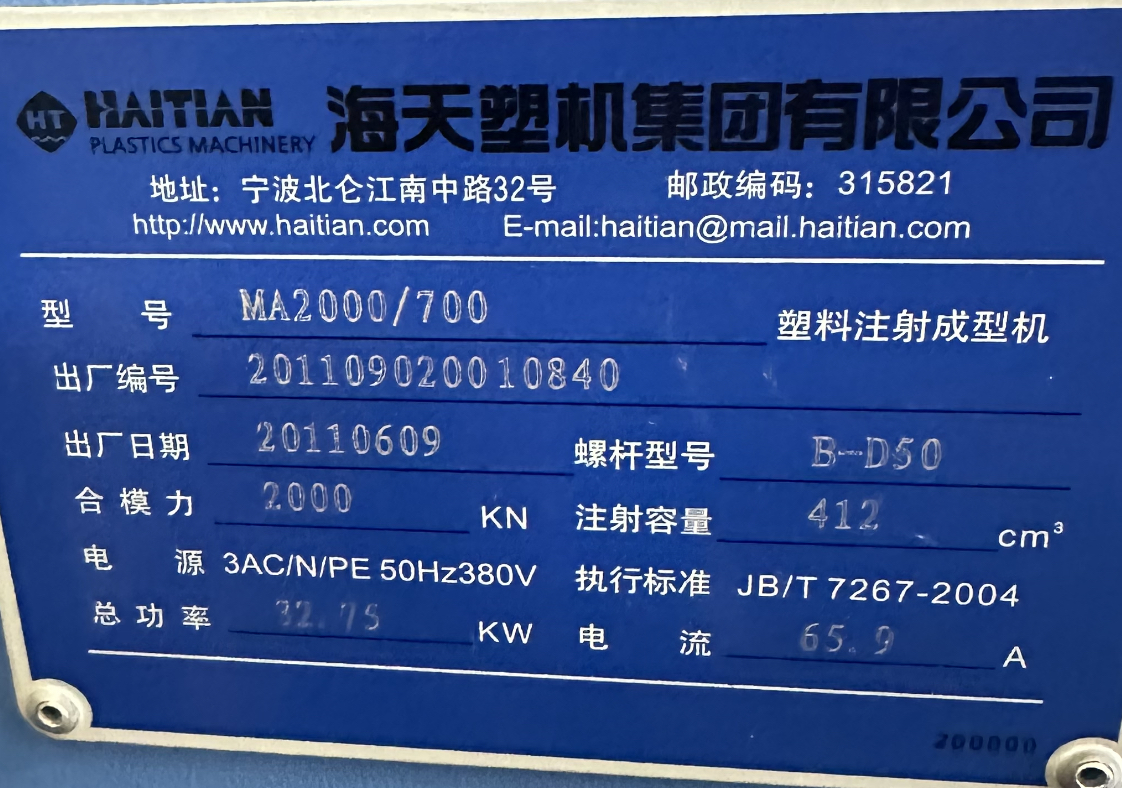 HT HAITIAN PLASTICS MACHINERY 海天塑机集团有限公司
地址：宁波北仑江南中路32号 邮政编码：315821
http://www.haitian.com E-mail:haitian@mail.haitian.com
型 号 MA2000/700 塑料注射成型机
出厂编号 201109020010840
出厂日期 20110609 螺杆型号 B-D50
合模力 2000 KN 注射容量 412 cm³
电 源 3AC/N/PE 50Hz380V 执行标准 JB/T 7267-2004
总功率 32.75 KW 电 流 65.9 A
200000